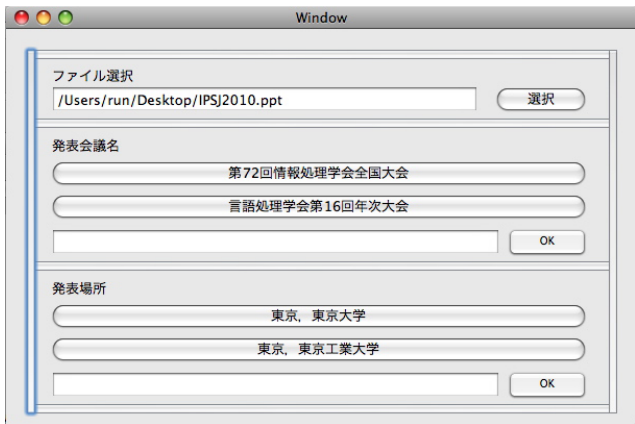 Window
ファイル選択
/Users/run/Desktop/IPSJ2010.ppt 選択
発表会議名
第72回情報処理学会全国大会
言語処理学会第16回年次大会
OK
発表場所
東京，東京大学
東京，東京工業大学
OK